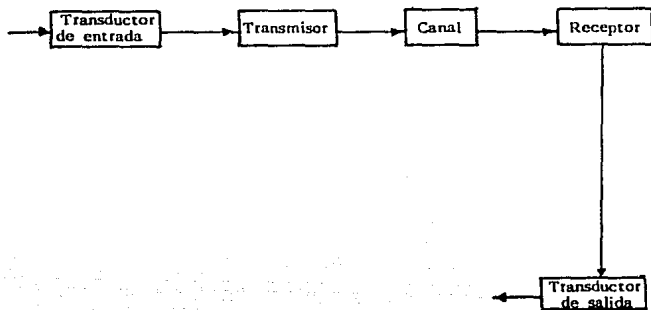 Transductor
de entrada
Transmisor
Canal
Receptor
Transductor
de salida